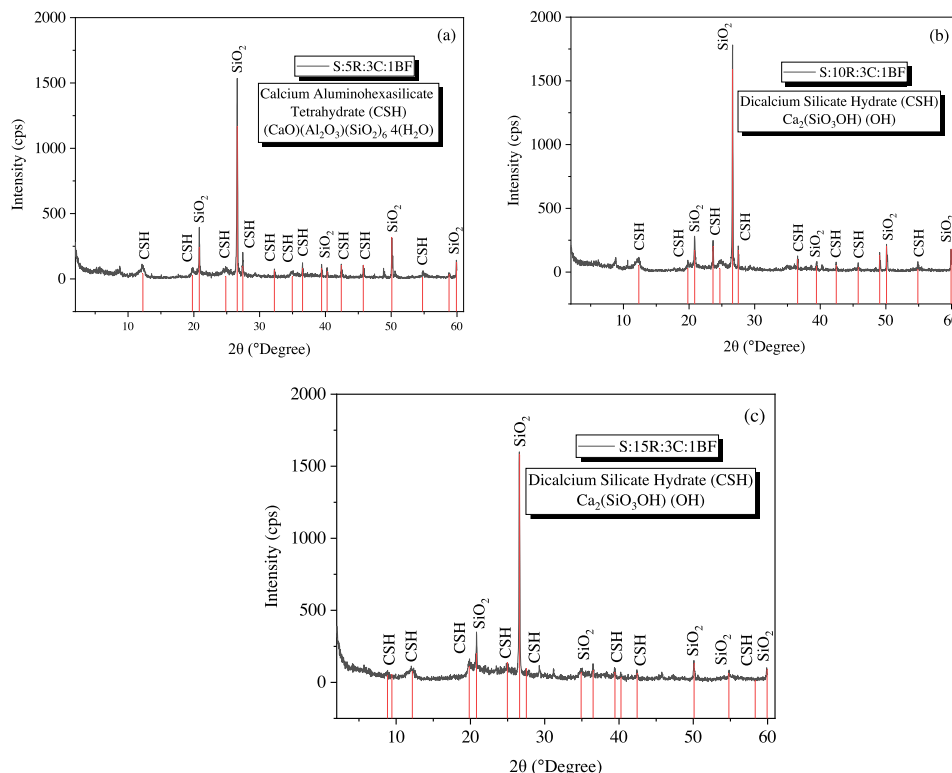 (a)
S:5R:3C:1BF
Calcium Aluminohexasilicate
Tetrahydrate (CSH)
(CaO)(Al₂O₃)(SiO₂)₆ 4(H₂O)
Intensity (cps)
2000
1500
1000
500
0
CSH
CSH
SiO₂
CSH
SiO₂
CSH
CSH
CSH
CSH
SiO₂
CSH
CSH
SiO₂
CSH
SiO₂
10 20 30 40 50 60
2θ (°Degree)
(b)
S:10R:3C:1BF
Dicalcium Silicate Hydrate (CSH)
Ca₂(SiO₃OH) (OH)
Intensity (cps)
2000
1500
1000
500
0
CSH
CSH
SiO₂
CSH
CSH
SiO₂
CSH
CSH
SiO₂
CSH
CSH
SiO₂
CSH
SiO₂
10 20 30 40 50 60
2θ (°Degree)
(c)
S:15R:3C:1BF
Dicalcium Silicate Hydrate (CSH)
Ca₂(SiO₃OH) (OH)
Intensity (cps)
2000
1500
1000
500
0
CSH
CSH
CSH
SiO₂
CSH
SiO₂
CSH
SiO₂
CSH
CSH
SiO₂
SiO₂
CSH
SiO₂
10 20 30 40 50 60
2θ (°Degree)